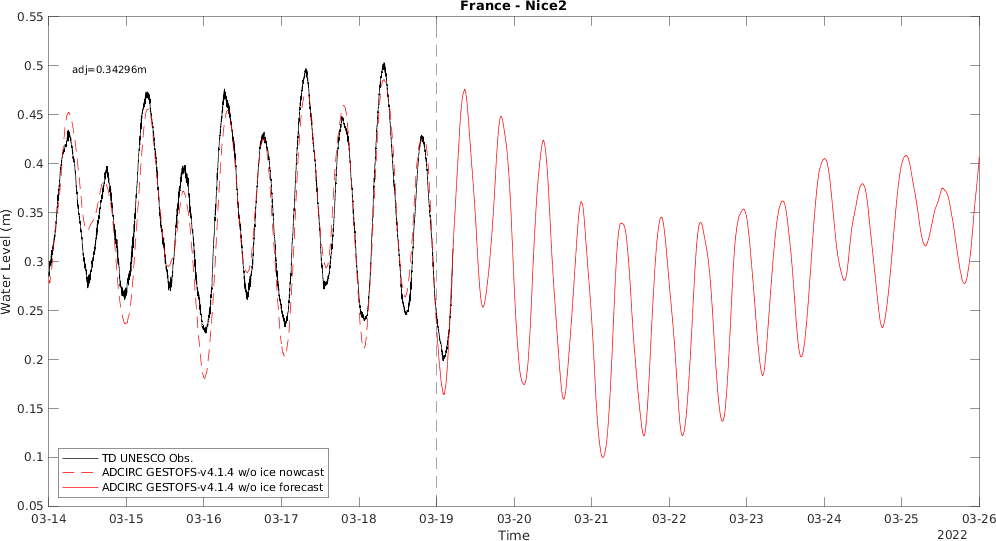 France - Nice2
adj=0.34296m
0.55
0.5
0.45
0.4
0.35
0.3
0.25
0.2
0.15
0.1
0.05
Water Level (m)
TD UNESCO Obs.
ADCIRC GESTOFS-v4.1.4 w/o ice nowcast
ADCIRC GESTOFS-v4.1.4 w/o ice forecast
03-14 03-15 03-16 03-17 03-18 03-19 03-20 03-21 03-22 03-23 03-24 03-25 03-26
Time
2022